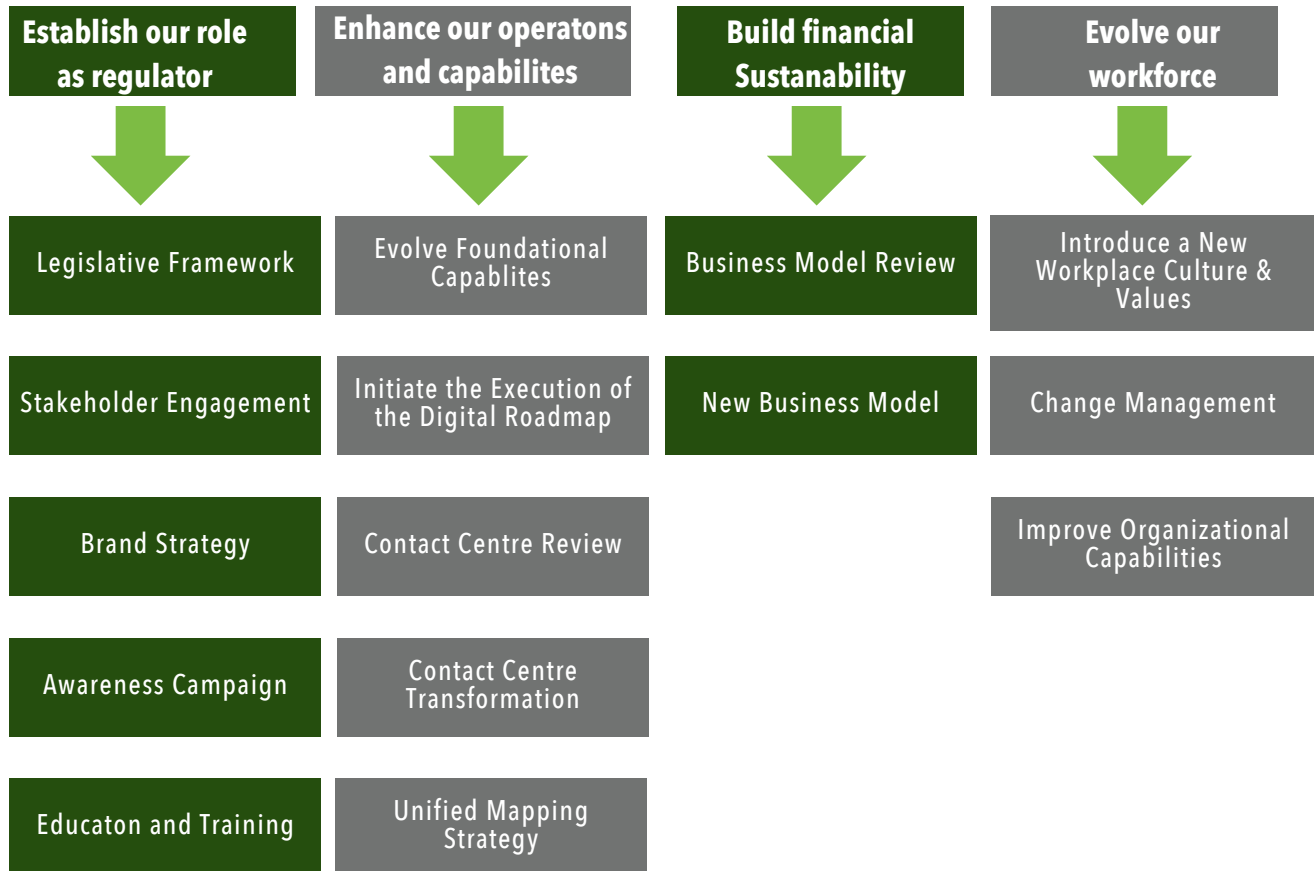 Establish our role
as regulator
Enhance our operatons
and capabilites
Build financial
Sustanability
Evolve our
workforce
Legislative Framework
Stakeholder Engagement
Brand Strategy
Awareness Campaign
Educaton and Training
Evolve Foundational
Capablites
Initiate the Execution of
the Digital Roadmap
Contact Centre Review
Contact Centre
Transformation
Unified Mapping
Strategy
Business Model Review
New Business Model
Introduce a New
Workplace Culture &
Values
Change Management
Improve Organizational
Capabilities